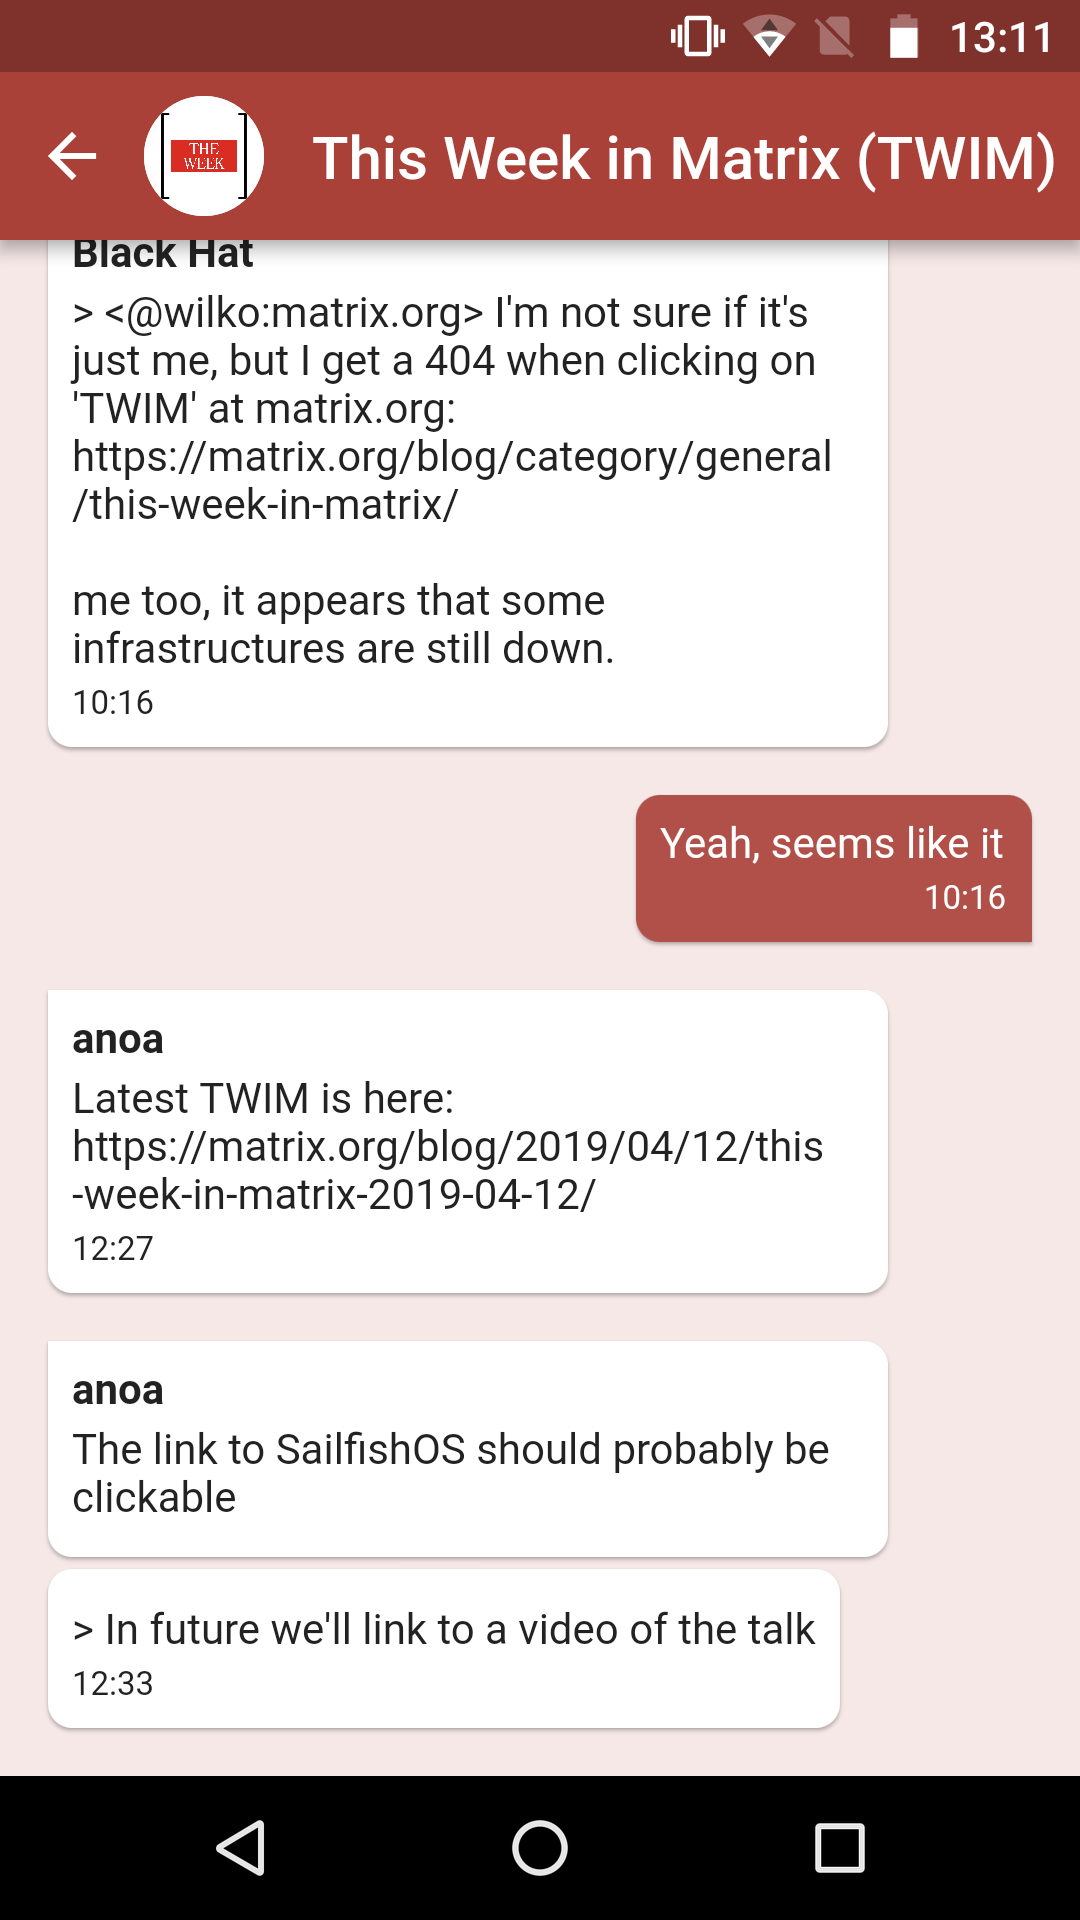 13:11
THE
WEEK
This Week in Matrix (TWIM)
Black Hat
> <@wilko:matrix.org> I'm not sure if it's
just me, but I get a 404 when clicking on
'TWIM' at matrix.org:
https://matrix.org/blog/category/general
/this-week-in-matrix/
me too, it appears that some
infrastructures are still down.
10:16
Yeah, seems like it
10:16
anoa
Latest TWIM is here:
https://matrix.org/blog/2019/04/12/this
-week-in-matrix-2019-04-12/
12:27
anoa
The link to SailfishOS should probably be
clickable
> In future we'll link to a video of the talk
12:33